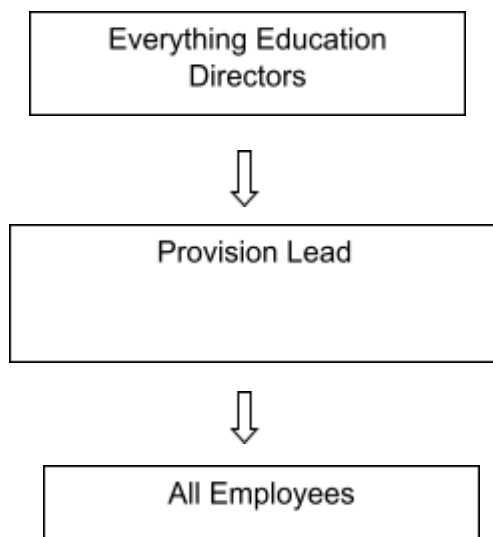 Everything Education
Directors
Provision Lead
All Employees